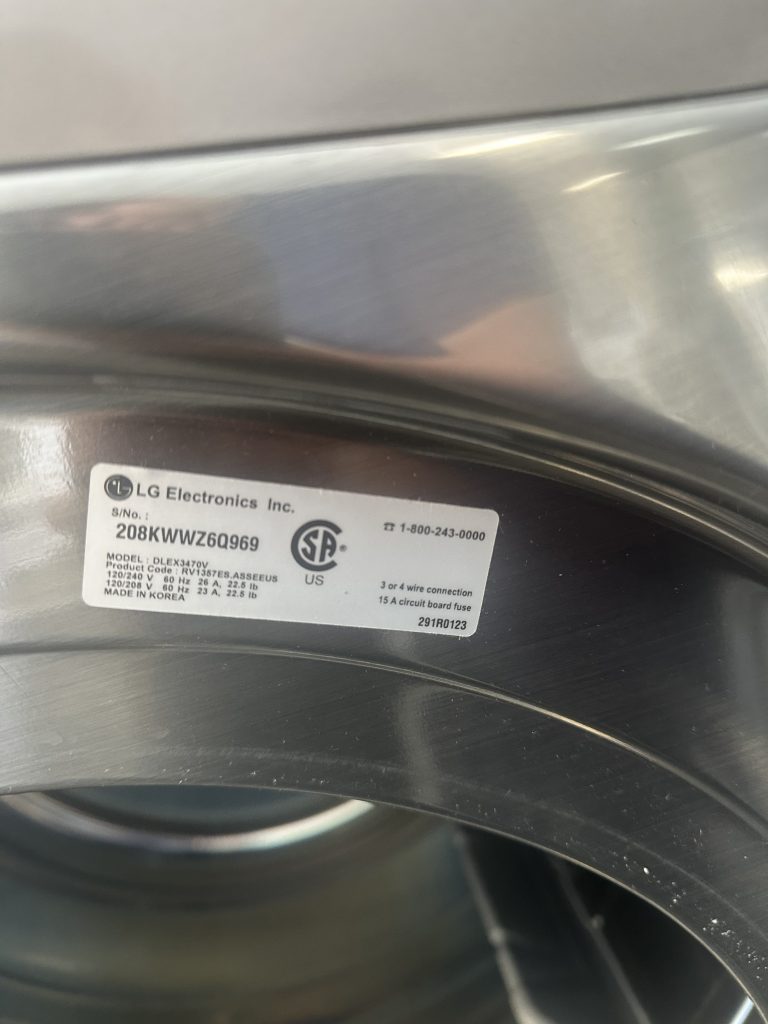 LG Electronics Inc.
S/No. :
208KWWZ6Q969
MODEL : DLEX3470V
Product Code : RV1357ES.ASSEEUS
120/240 V 60 Hz 26 A, 22.5 lb
120/208 V 60 Hz 23 A, 22.5 lb
MADE IN KOREA
SA®
US
☎ 1-800-243-0000
3 or 4 wire connection
15 A circuit board fuse
291R0123